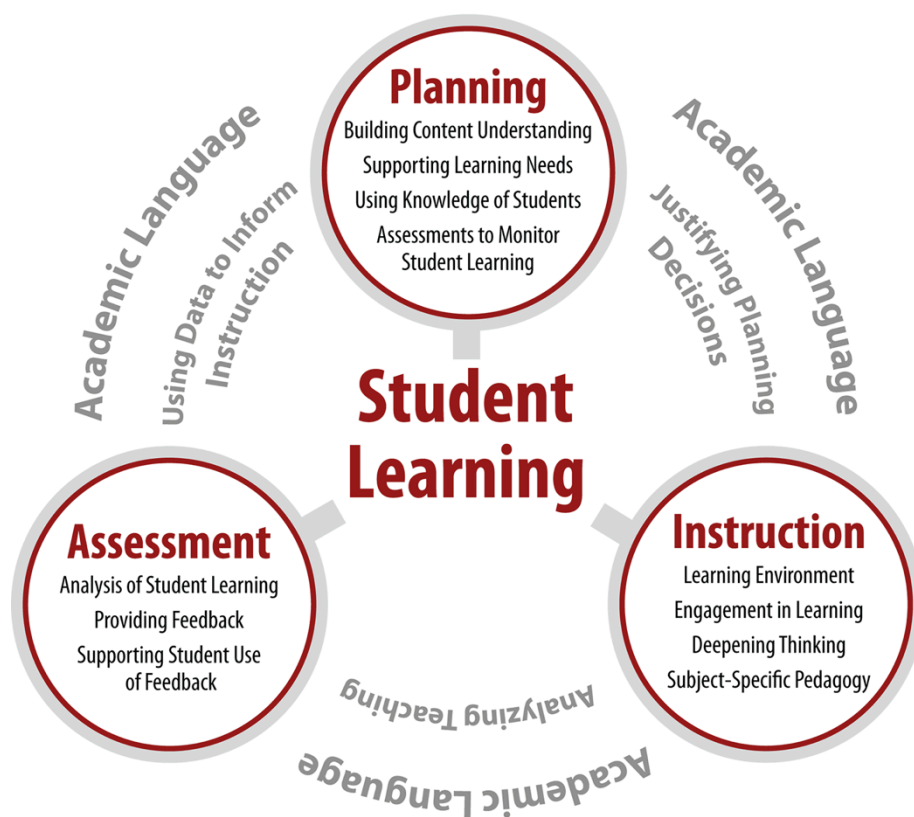 Planning
Building Content Understanding
Supporting Learning Needs
Using Knowledge of Students
Assessments to Monitor
Student Learning
Academic Language
Using Data to Inform
Instruction
Academic Language
Justifying Planning
Decisions
Student
Learning
Assessment
Analysis of Student Learning
Providing Feedback
Supporting Student Use
of Feedback
Instruction
Learning Environment
Engagement in Learning
Deepening Thinking
Subject-Specific Pedagogy
Analyzing Teaching
Academic Language